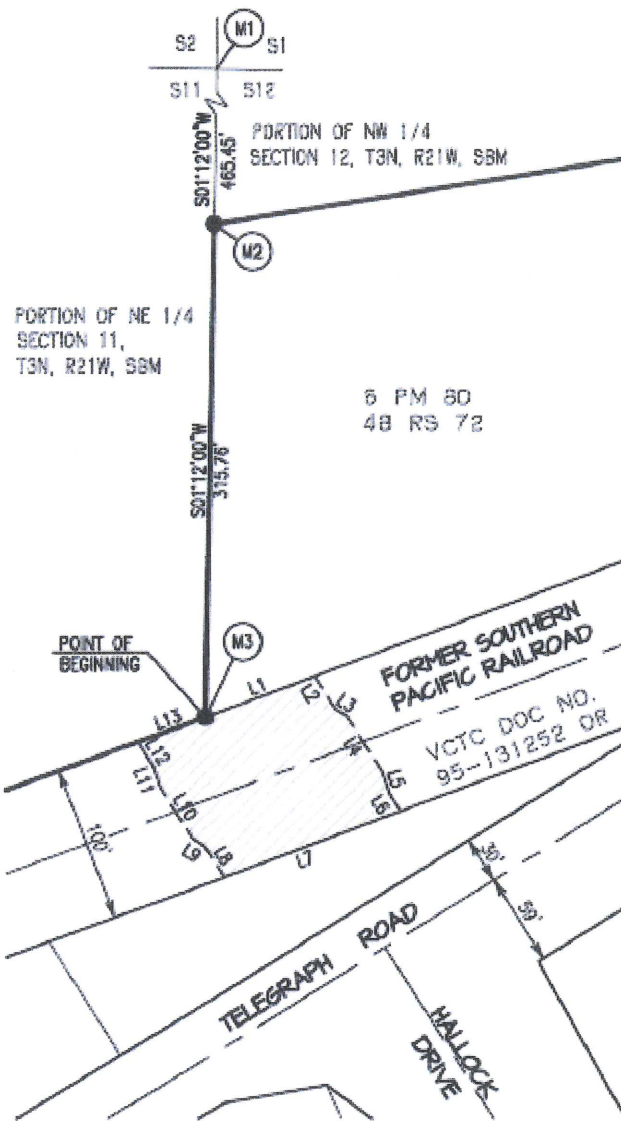 M1
S2 S1
S11 S12
PORTION OF NW 1/4
SECTION 12, T3N, R21W, SBM
S01°12'00"W
465.45'
M2
PORTION OF NE 1/4
SECTION 11,
T3N, R21W, SBM
6 PM 80
48 RS 72
S01°12'00"W
315.76'
POINT OF
BEGINNING
M3
FORMER SOUTHERN
PACIFIC RAILROAD
VCTC DOC NO.
95-131252 OR
L1
L2
L3
L4
L5
L6
L7
L8
L9
L10
L11
L12
L13
100'
TELEGRAPH ROAD
HALLOCK
DRIVE